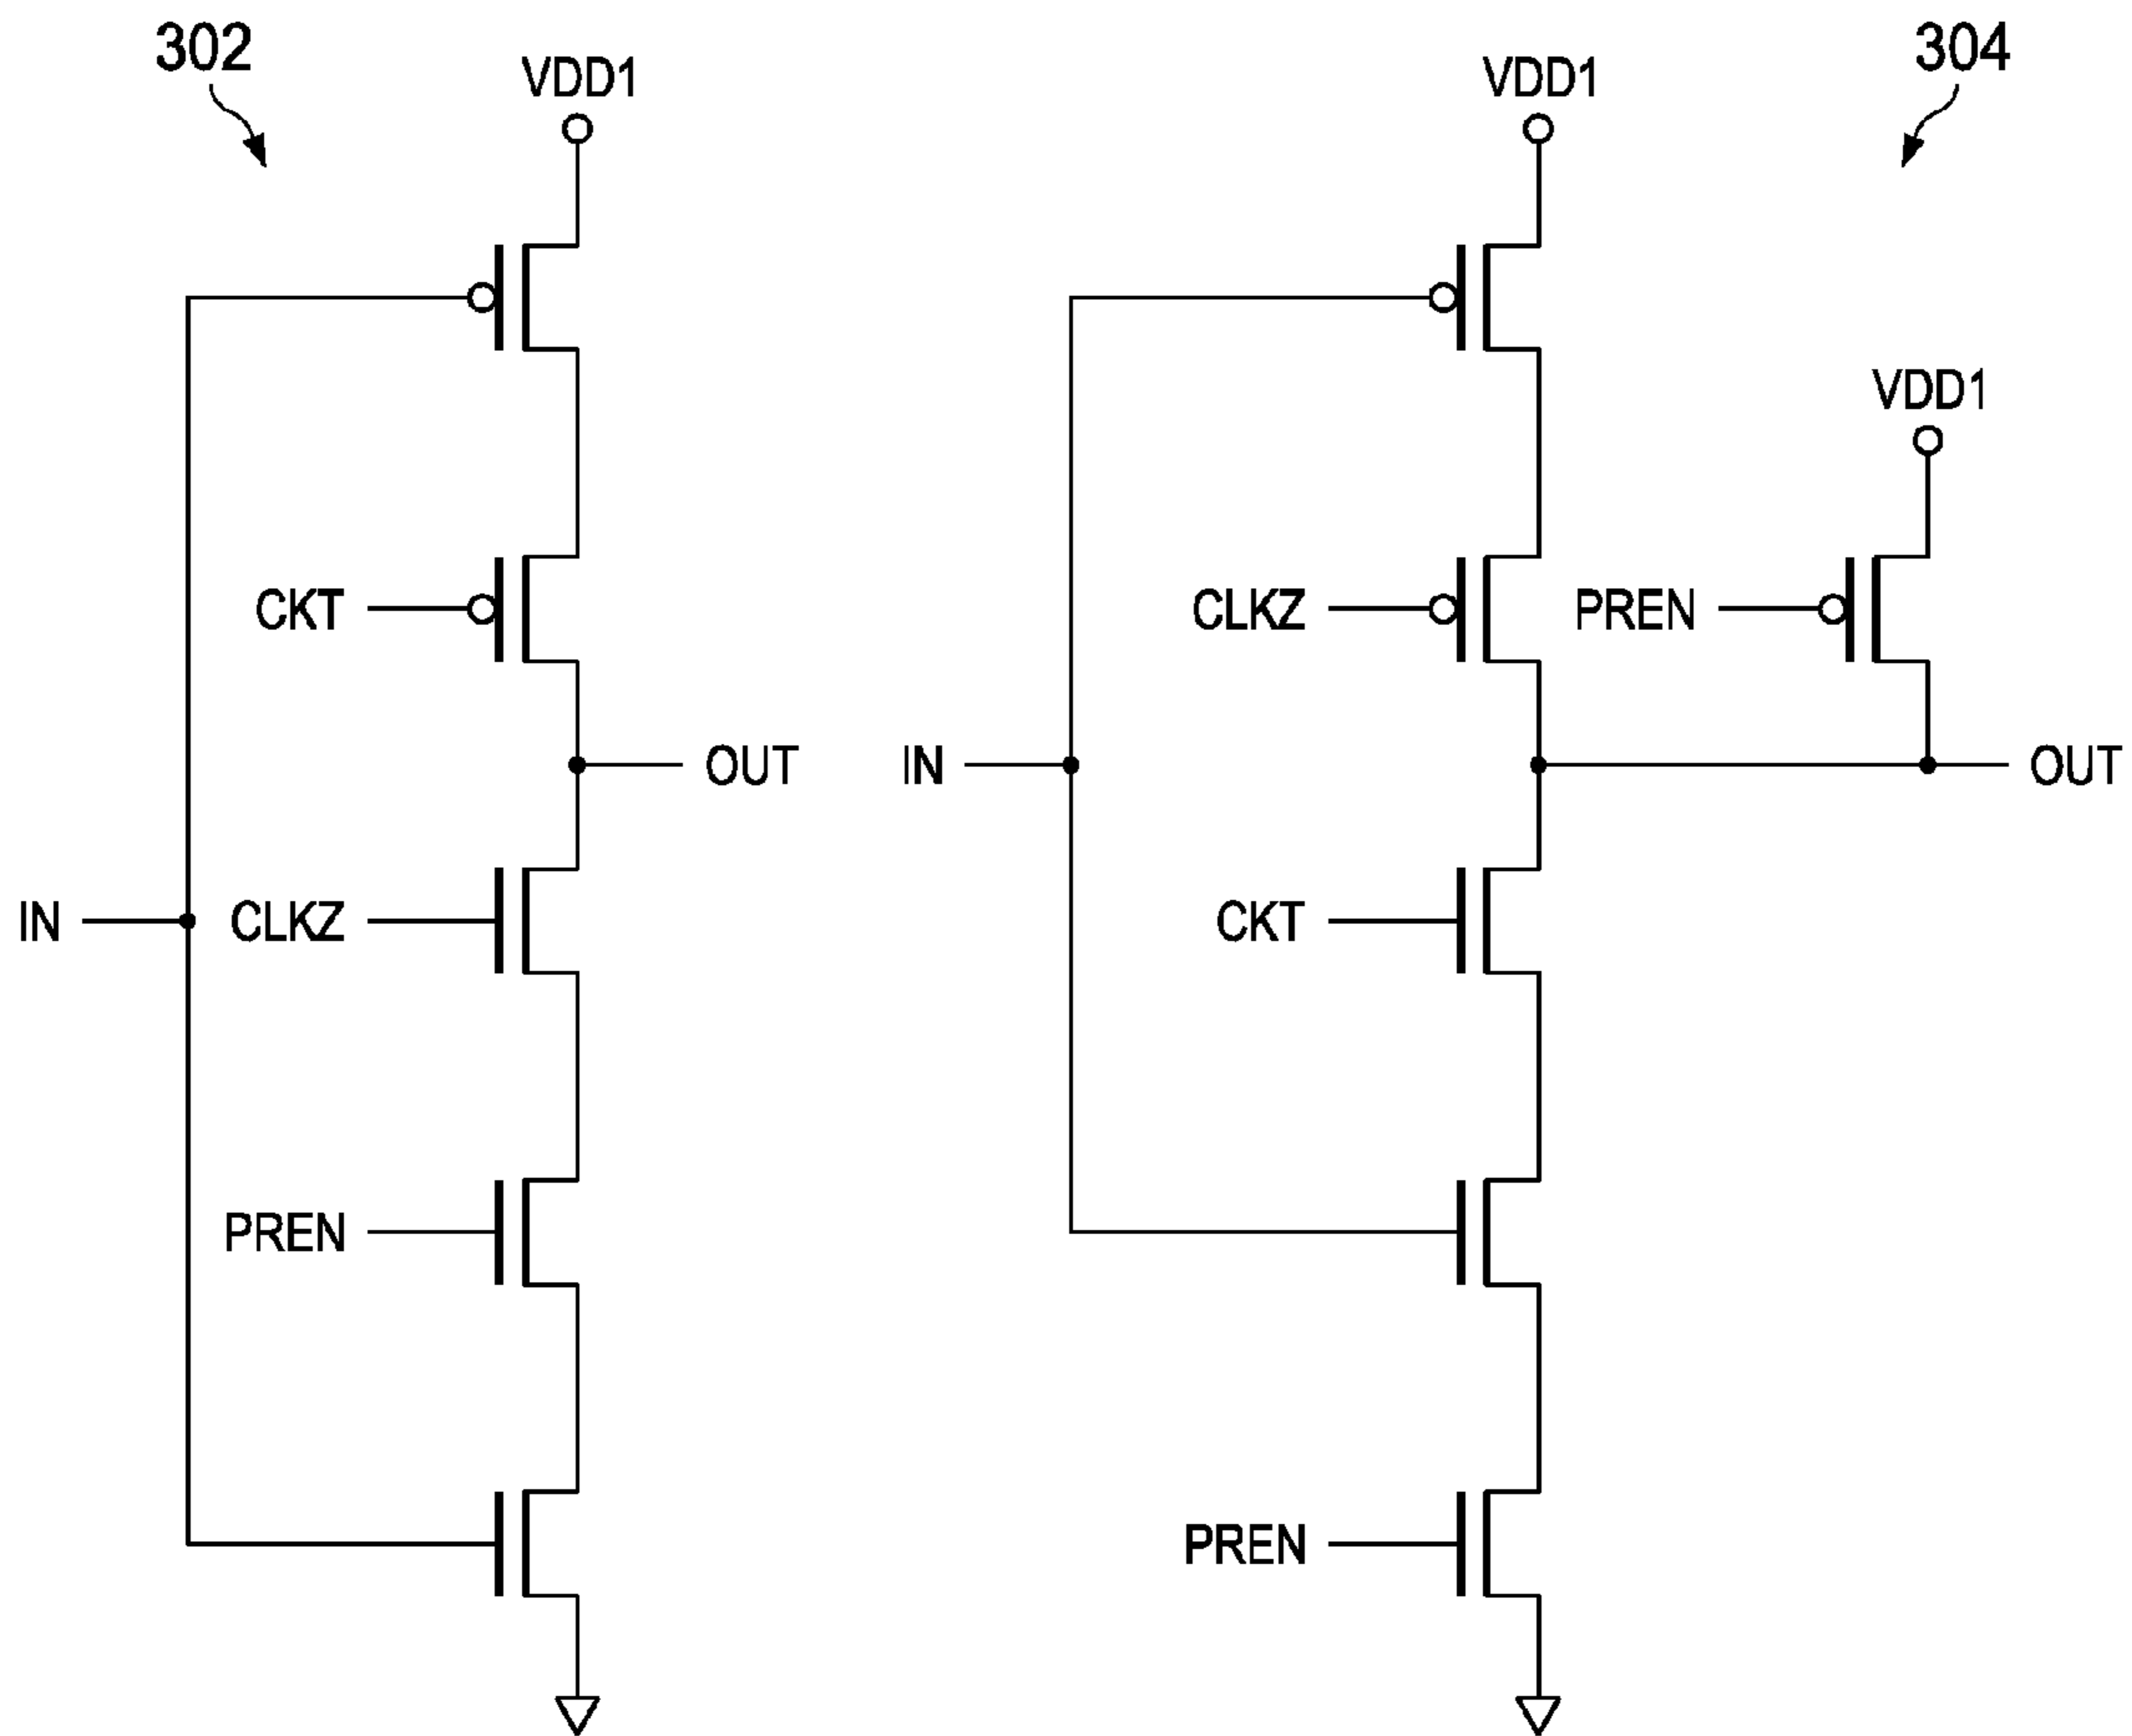 302
VDD1
CKT
OUT
IN
CLKZ
PREN
304
VDD1
VDD1
CLKZ
PREN
IN
OUT
CKT
PREN